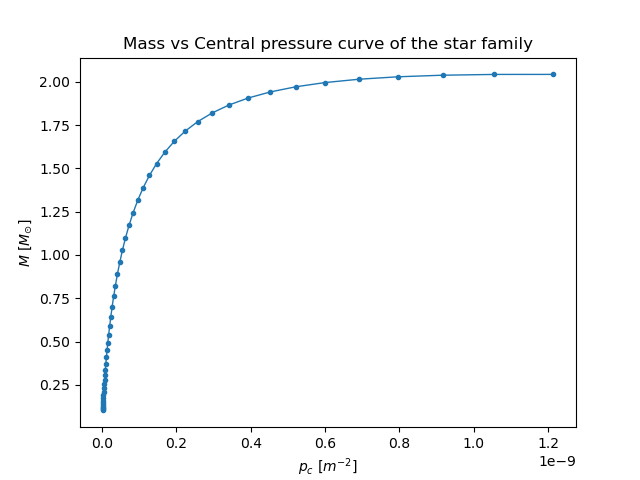 Mass vs Central pressure curve of the star family
2.00
1.75
1.50
1.25
1.00
0.75
0.50
0.25
M [M⊙]
0.0 0.2 0.4 0.6 0.8 1.0 1.2
1e−9
p_c [m^{−2}]